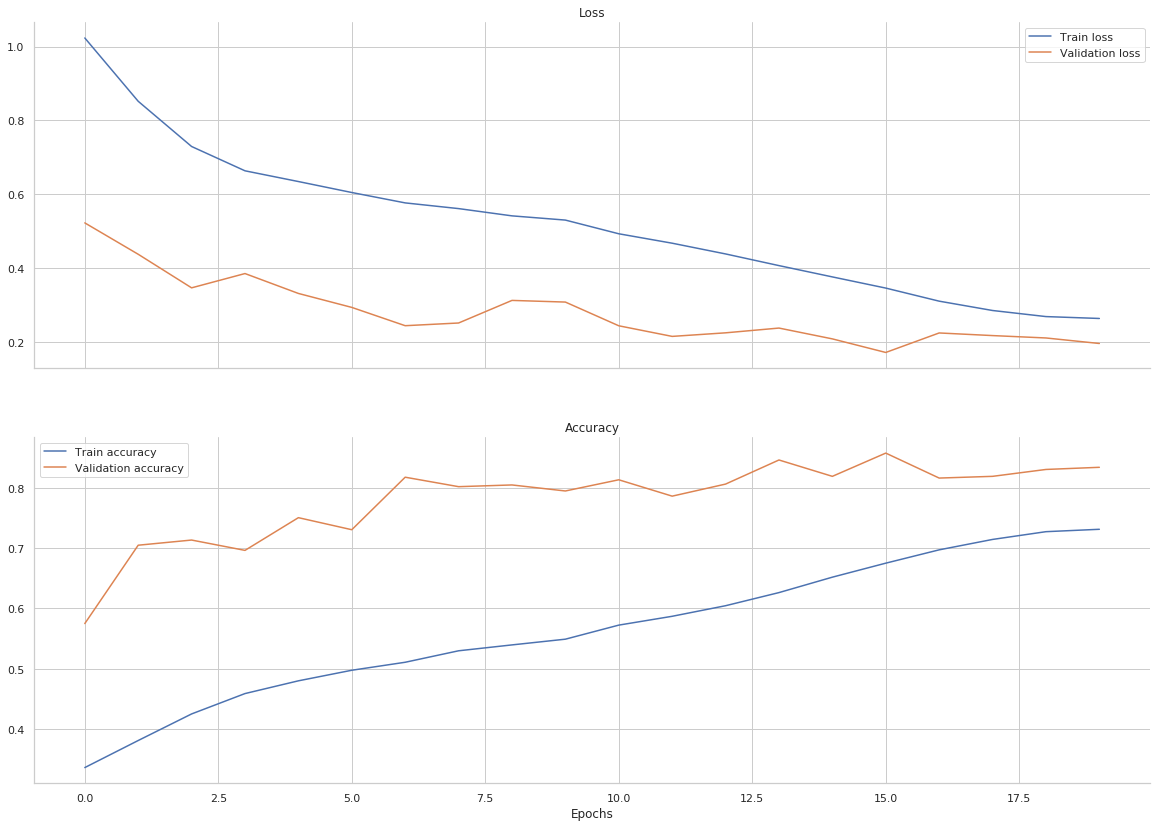 Loss
Train loss
Validation loss
1.0
0.8
0.6
0.4
0.2
Accuracy
Train accuracy
Validation accuracy
0.8
0.7
0.6
0.5
0.4
0.0 2.5 5.0 7.5 10.0 12.5 15.0 17.5
Epochs